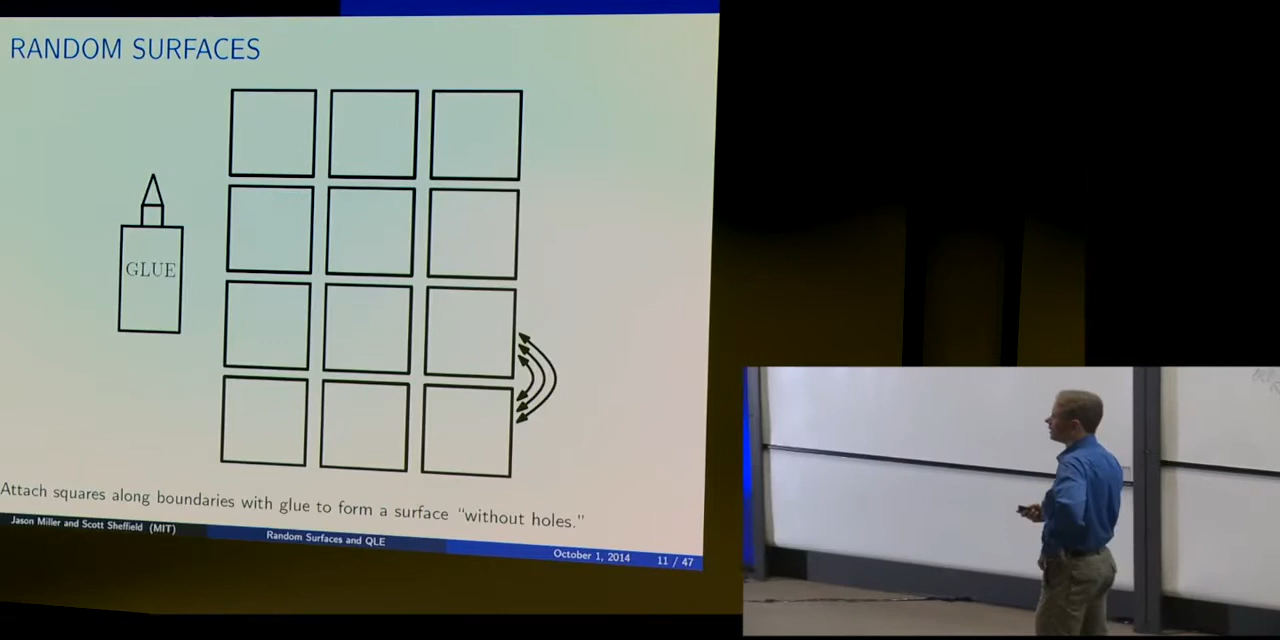 RANDOM SURFACES
GLUE
Attach squares along boundaries with glue to form a surface "without holes."
Jason Miller and Scott Sheffield (MIT)
Random Surfaces and QLE
October 1, 2014
11 / 47